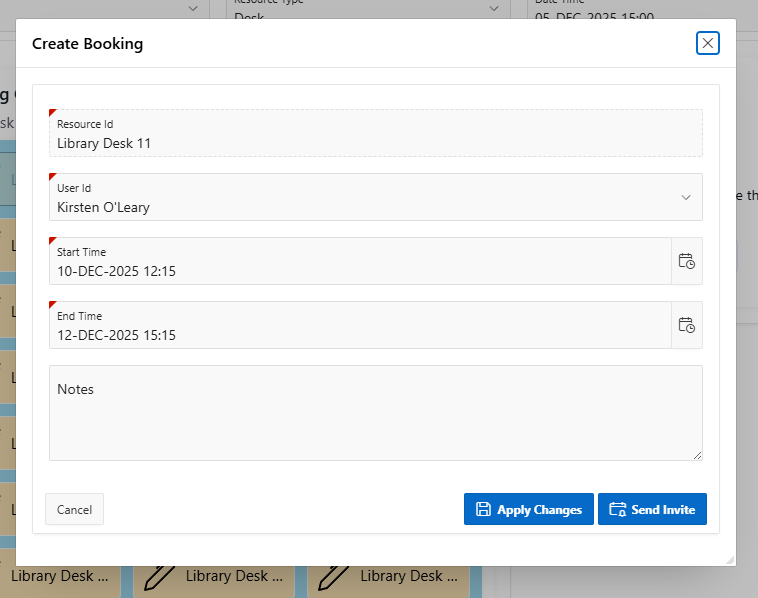 Resource Type
Desk
Date Time
05-DEC-2025 15:00
Create Booking
g
sk
Resource Id
Library Desk 11
User Id
Kirsten O'Leary
e th
Start Time
10-DEC-2025 12:15
End Time
12-DEC-2025 15:15
Notes
Cancel
Apply Changes
Send Invite
Library Desk ...
Library Desk ...
Library Desk ...